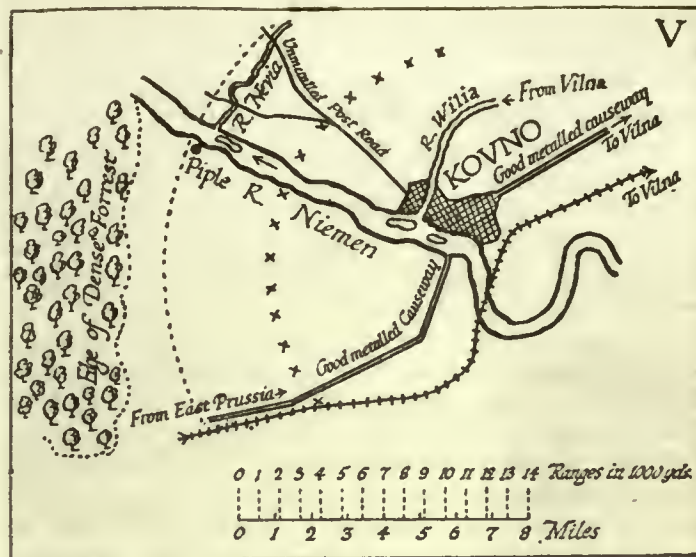 V
R. Nevia
Unmetalled Post Road
R. Wilia
From Vilna
KOVNO
Good metalled causeway
To Vilna
To Vilna
Piple
R. Niemen
Edge of Dense Forrest
Good metalled Causeway
From East Prussia
0 1 2 3 4 5 6 7 8 9 10 11 12 13 14 Ranges in 1000 yds.
0 1 2 3 4 5 6 7 8
Miles